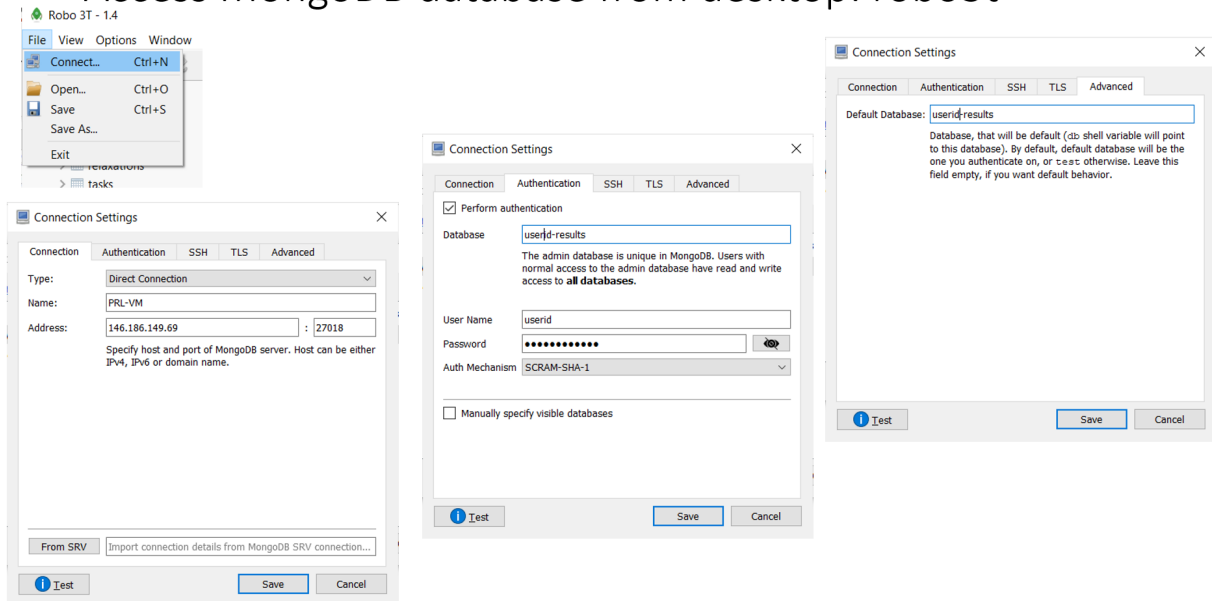 Access MongoDB database from desktop: robo3t
Robo 3T - 1.4
File View Options Window
Connect... Ctrl+N
Open... Ctrl+O
Save Ctrl+S
Save As...
Exit
relaxations
tasks
Connection Settings
Connection Authentication SSH TLS Advanced
Type: Direct Connection
Name: PRL-VM
Address: 146.186.149.69 : 27018
Specify host and port of MongoDB server. Host can be either
IPv4, IPv6 or domain name.
From SRV Import connection details from MongoDB SRV connection...
Test Save Cancel
Connection Settings
Connection Authentication SSH TLS Advanced
Perform authentication
Database userid-results
The admin database is unique in MongoDB. Users with
normal access to the admin database have read and write
access to all databases.
User Name userid
Password ●●●●●●●●●●●●
Auth Mechanism SCRAM-SHA-1
Manually specify visible databases
Test Save Cancel
Connection Settings
Connection Authentication SSH TLS Advanced
Default Database: userid-results
Database, that will be default (db shell variable will point
to this database). By default, default database will be the
one you authenticate on, or test otherwise. Leave this
field empty, if you want default behavior.
Test Save Cancel